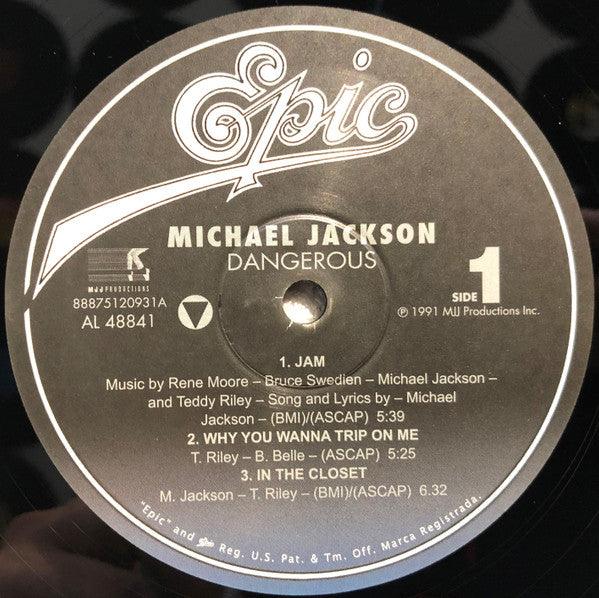 Epic
MICHAEL JACKSON
DANGEROUS
MJJ PRODUCTIONS
88875120931A
AL 48841
SIDE 1
℗ 1991 MJJ Productions Inc.
1. JAM
Music by Rene Moore – Bruce Swedien – Michael Jackson –
and Teddy Riley – Song and Lyrics by – Michael
Jackson – (BMI)/(ASCAP) 5:39
2. WHY YOU WANNA TRIP ON ME
T. Riley – B. Belle – (ASCAP) 5:25
3. IN THE CLOSET
M. Jackson – T. Riley – (BMI)/(ASCAP) 6.32
"Epic" and Epic Reg. U.S. Pat. & Tm. Off. Marca Registrada.